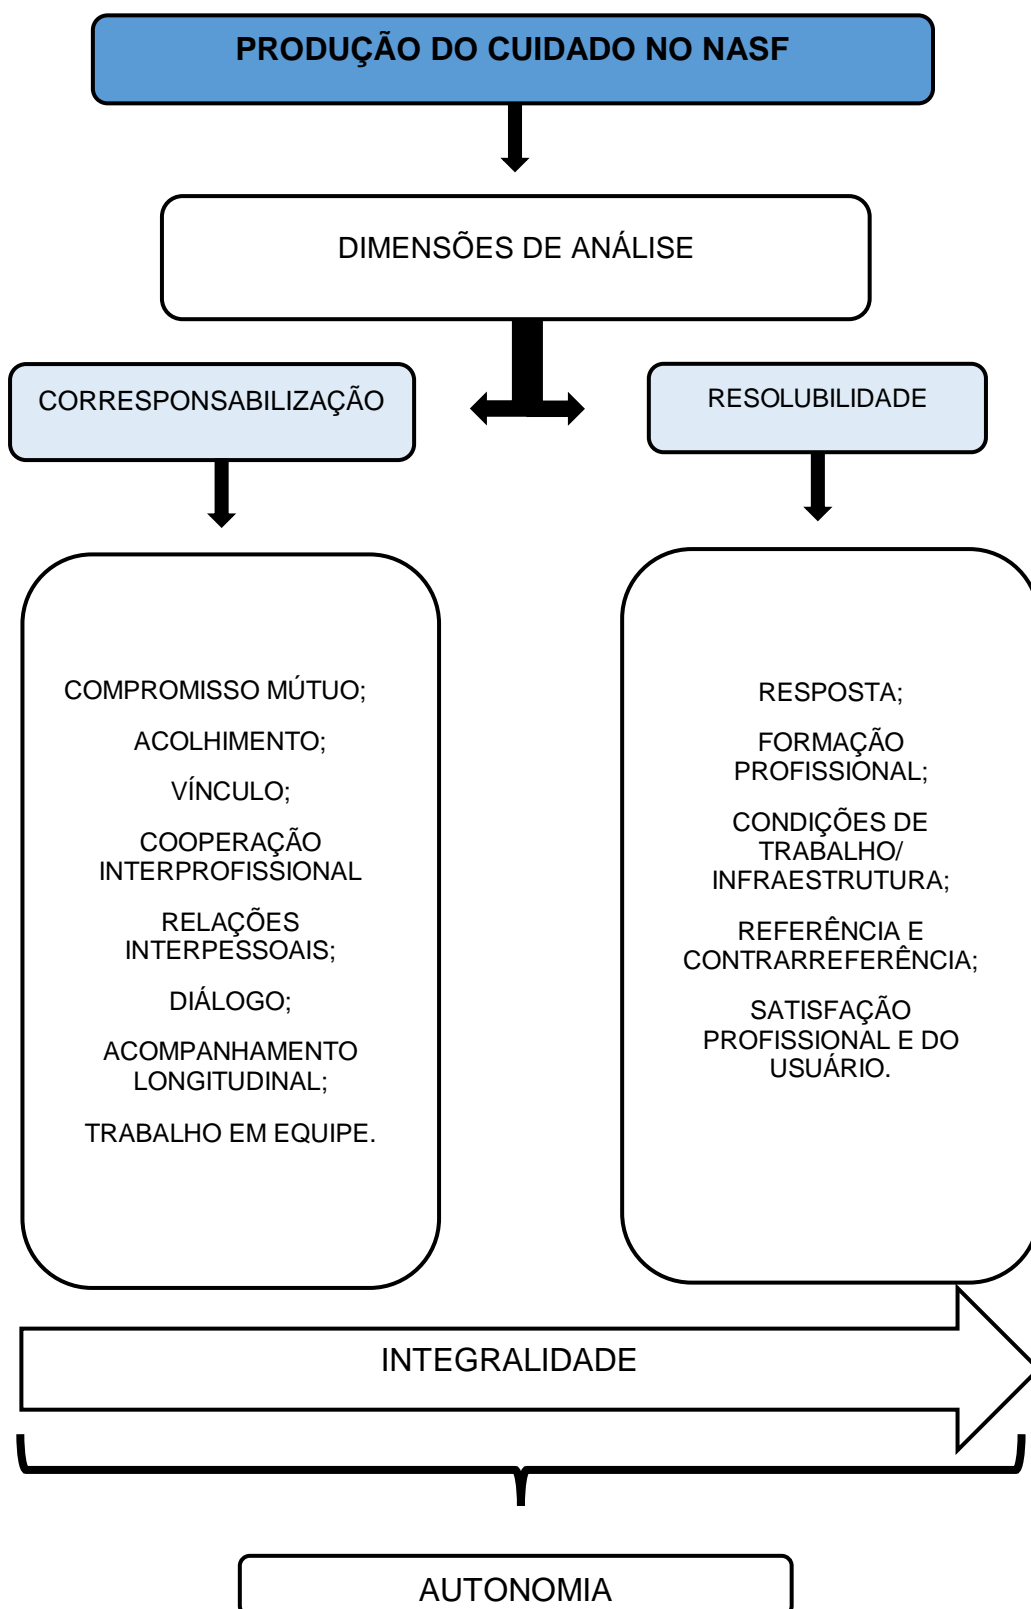 PRODUÇÃO DO CUIDADO NO NASF
DIMENSÕES DE ANÁLISE
CORRESPONSABILIZAÇÃO
RESOLUBILIDADE
COMPROMISSO MÚTUO;
ACOLHIMENTO;
VÍNCULO;
COOPERAÇÃO
INTERPROFISSIONAL
RELAÇÕES
INTERPESSOAIS;
DIÁLOGO;
ACOMPANHAMENTO
LONGITUDINAL;
TRABALHO EM EQUIPE.
RESPOSTA;
FORMAÇÃO
PROFISSIONAL;
CONDIÇÕES DE
TRABALHO/
INFRAESTRUTURA;
REFERÊNCIA E
CONTRARREFERÊNCIA;
SATISFAÇÃO
PROFISSIONAL E DO
USUÁRIO.
INTEGRALIDADE
AUTONOMIA